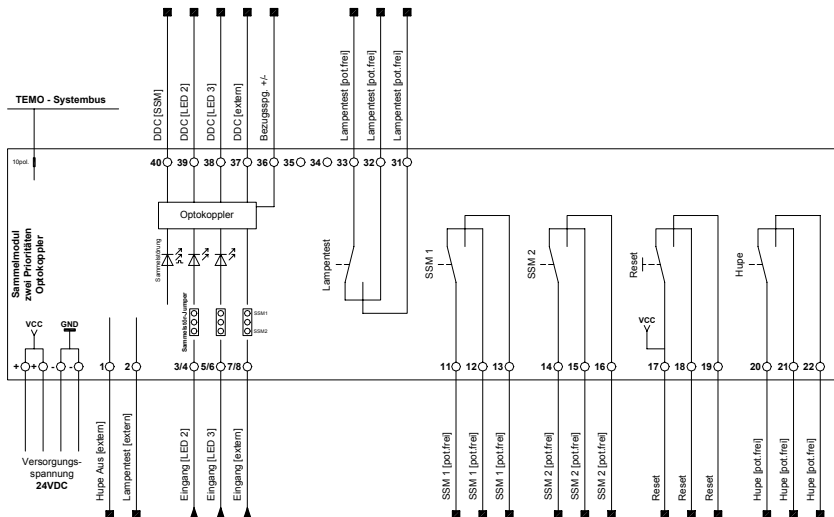 TEMO - Systembus
10pol.
DDC [SSM]
DDC [LED 2]
DDC [LED 3]
DDC [extern]
Bezugsspg. +/-
Lampentest [pot.frei]
Lampentest [pot.frei]
Lampentest [pot.frei]
40
39
38
37
36
35
34
33
32
31
Sammelmodul
zwei Prioritäten
Optokoppler
Optokoppler
Sammelstörung
Lampentest
SSM 1
SSM 2
Reset
Hupe
Sammelstör-Jumper
SSM1
SSM2
VCC
GND
VCC
+
+
-
-
1
2
3/4
5/6
7/8
11
12
13
14
15
16
17
18
19
20
21
22
Versorgungs-
spannung
24VDC
Hupe Aus [extern]
Lampentest [extern]
Eingang [LED 2]
Eingang [LED 3]
Eingang [extern]
SSM 1 [pot.frei]
SSM 1 [pot.frei]
SSM 1 [pot.frei]
SSM 2 [pot.frei]
SSM 2 [pot.frei]
SSM 2 [pot.frei]
Reset
Reset
Reset
Hupe [pot.frei]
Hupe [pot.frei]
Hupe [pot.frei]